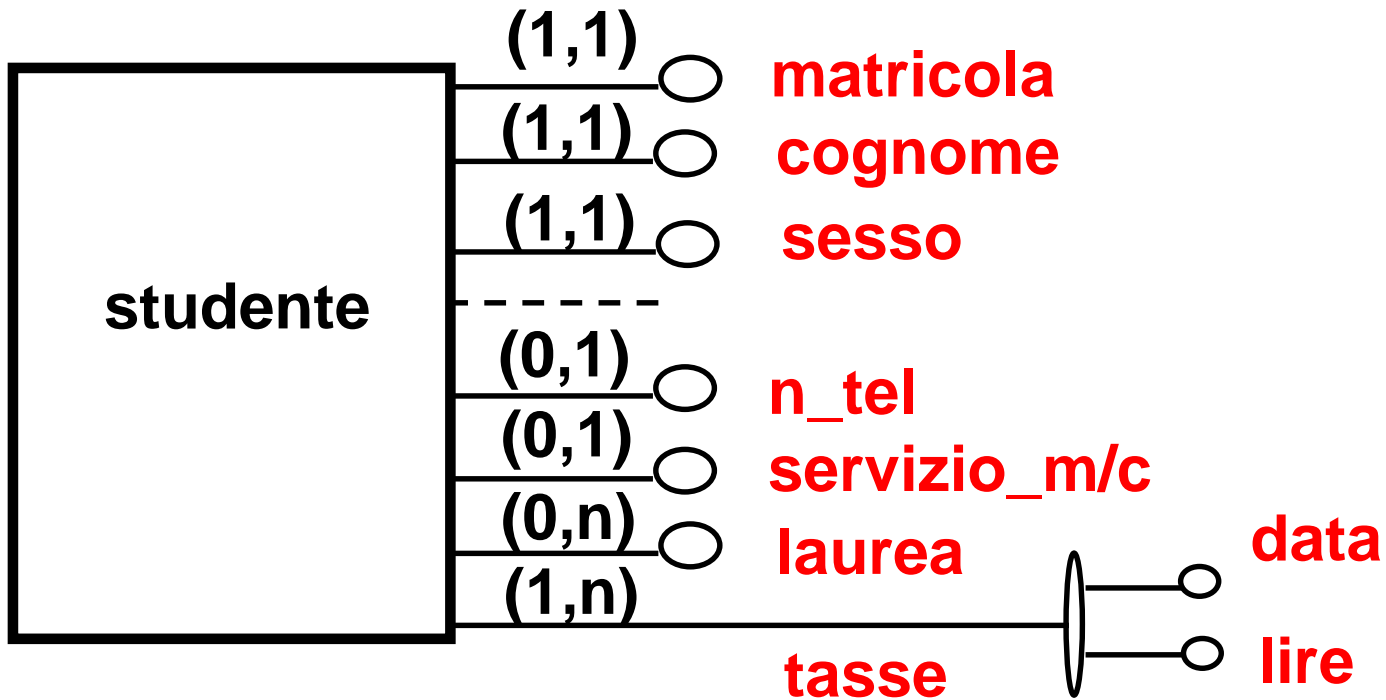 (1,1) matricola
(1,1) cognome
(1,1) sesso
studente
(0,1) n_tel
(0,1) servizio_m/c
(0,n) laurea
(1,n) tasse
data
lire